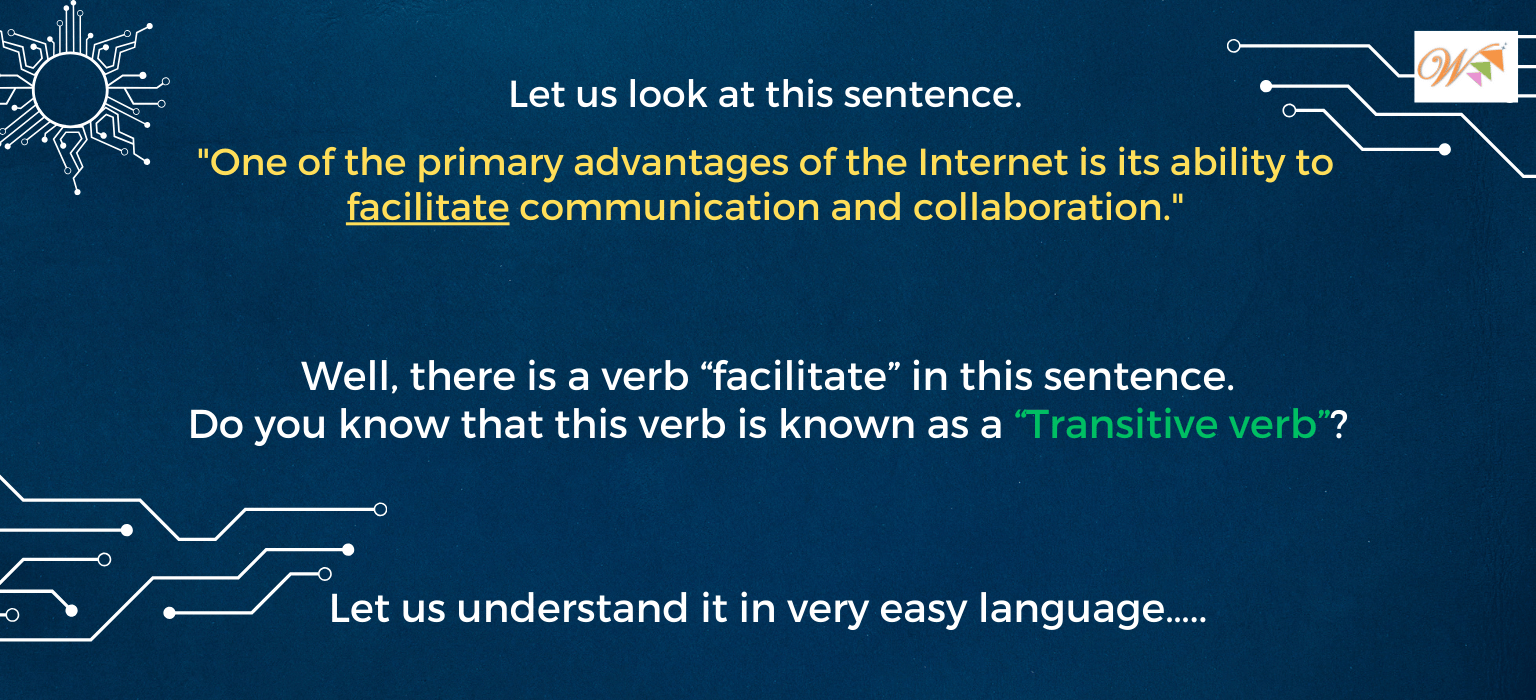 W
Let us look at this sentence.
"One of the primary advantages of the Internet is its ability to
facilitate communication and collaboration."
Well, there is a verb “facilitate” in this sentence.
Do you know that this verb is known as a “Transitive verb”?
Let us understand it in very easy language.....